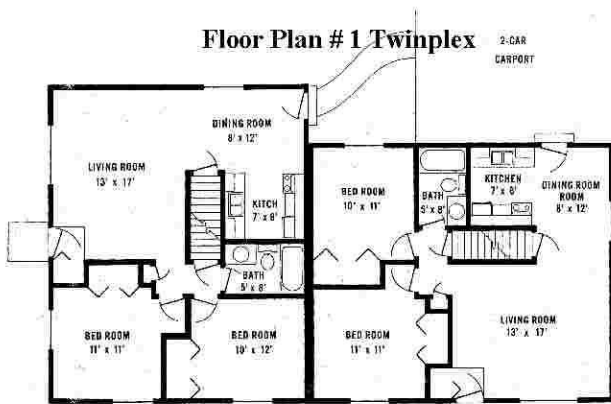 Floor Plan # 1 Twinplex
2-CAR
CARPORT
DINING ROOM
8' x 12'
LIVING ROOM
13' x 17'
KITCH
7' x 8'
BATH
5' x 8'
BED ROOM
11' x 11'
BED ROOM
10' x 12'
BED ROOM
10' x 11'
BATH
5' x 8'
KITCHEN
7' x 8'
DINING ROOM
ROOM
8' x 12'
BED ROOM
11' x 11'
LIVING ROOM
13' x 17'